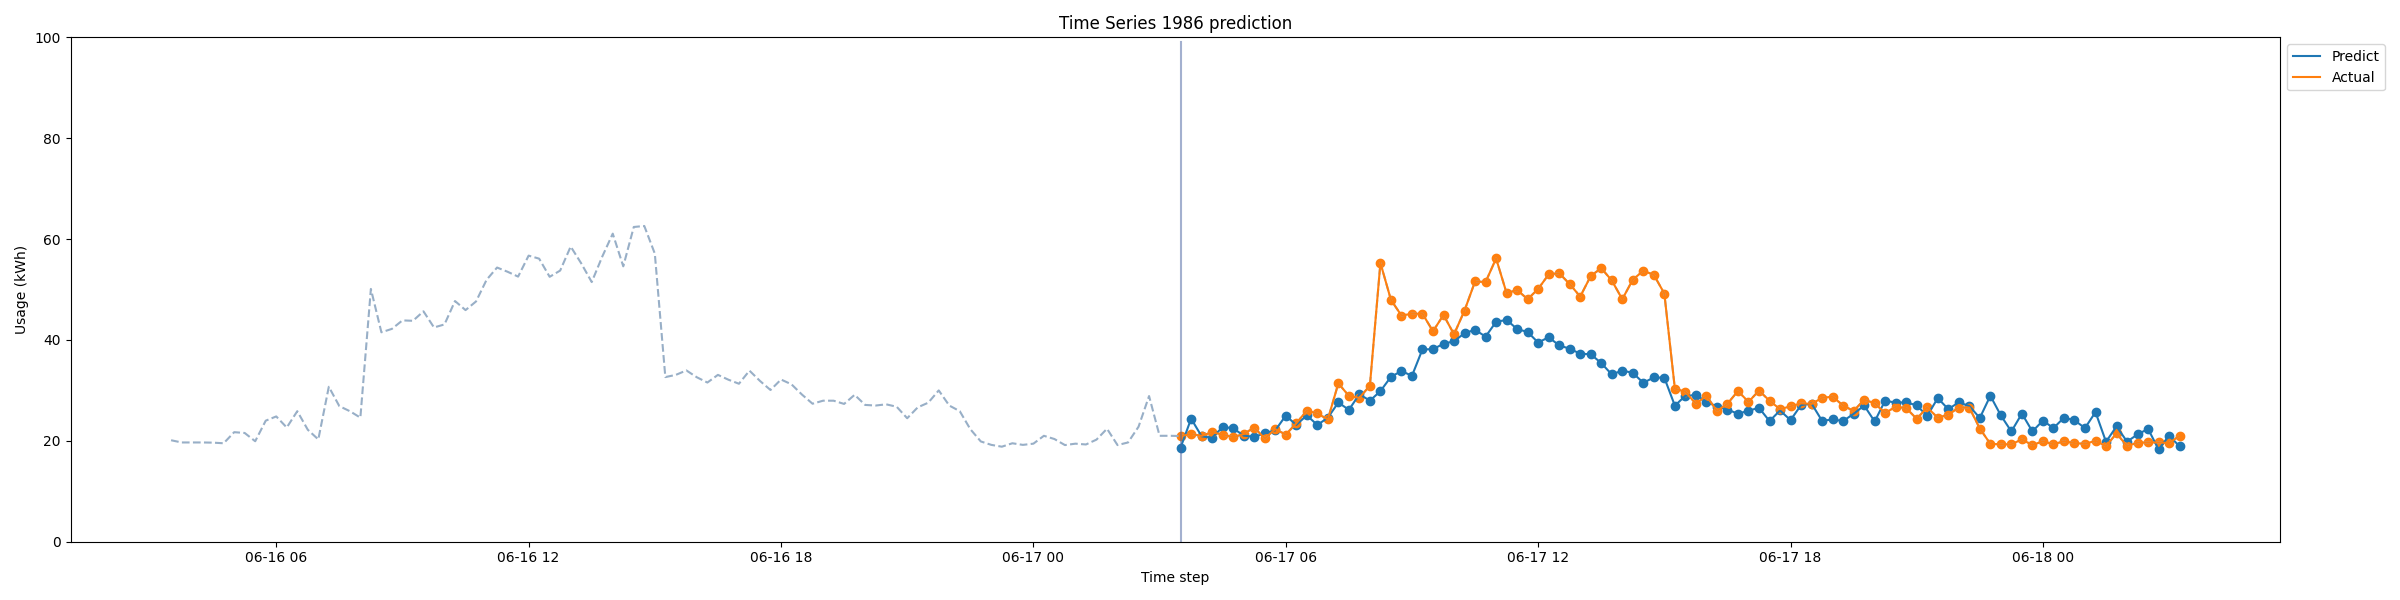 Time Series 1986 prediction
100
80
60
40
20
0
Usage (kWh)
06-16 06
06-16 12
06-16 18
06-17 00
06-17 06
06-17 12
06-17 18
06-18 00
Time step
Predict
Actual